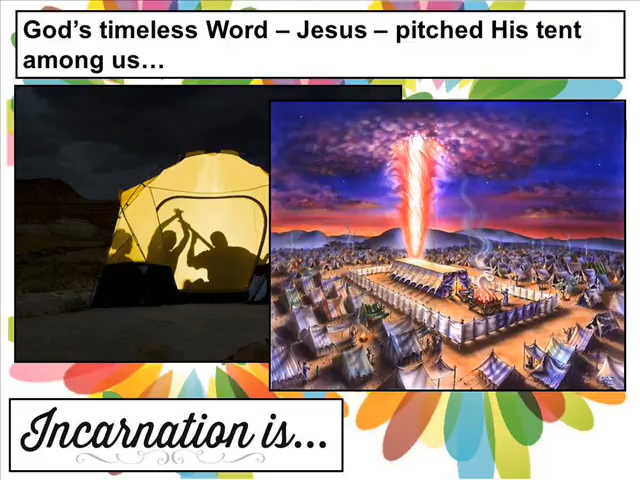 God’s timeless Word – Jesus – pitched His tent
among us…
Incarnation is...